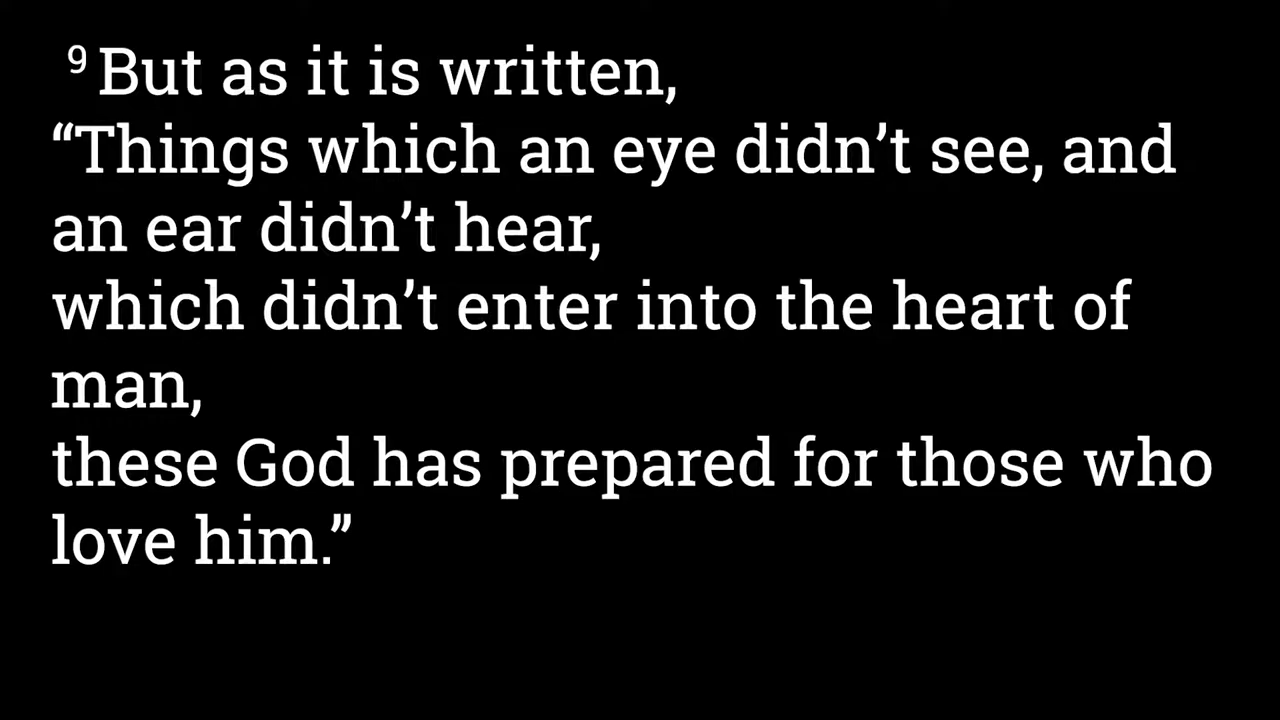 ⁹ But as it is written,
“Things which an eye didn’t see, and
an ear didn’t hear,
which didn’t enter into the heart of
man,
these God has prepared for those who
love him.”